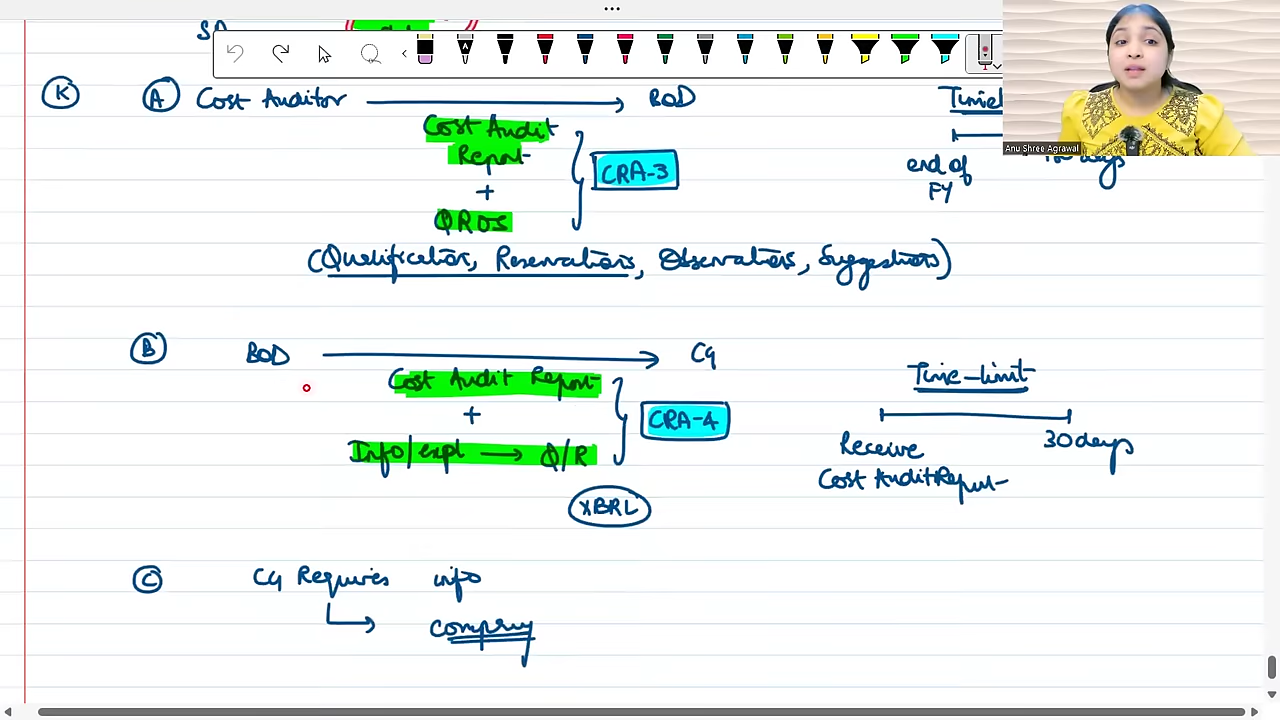 K A Cost Auditor → BOD
Cost Audit
Report
+
QROS
CRA-3
(Qualifications, Reservations, Observations, Suggestions)
end of
FY
days
Anu Shree Agrawal
B BOD → CG
Cost Audit Report
+
Info/expl → Q/R
CRA-4
XBRL
Time-limit
Receive
Cost Audit Report
30 days
C CG Requires info
Company